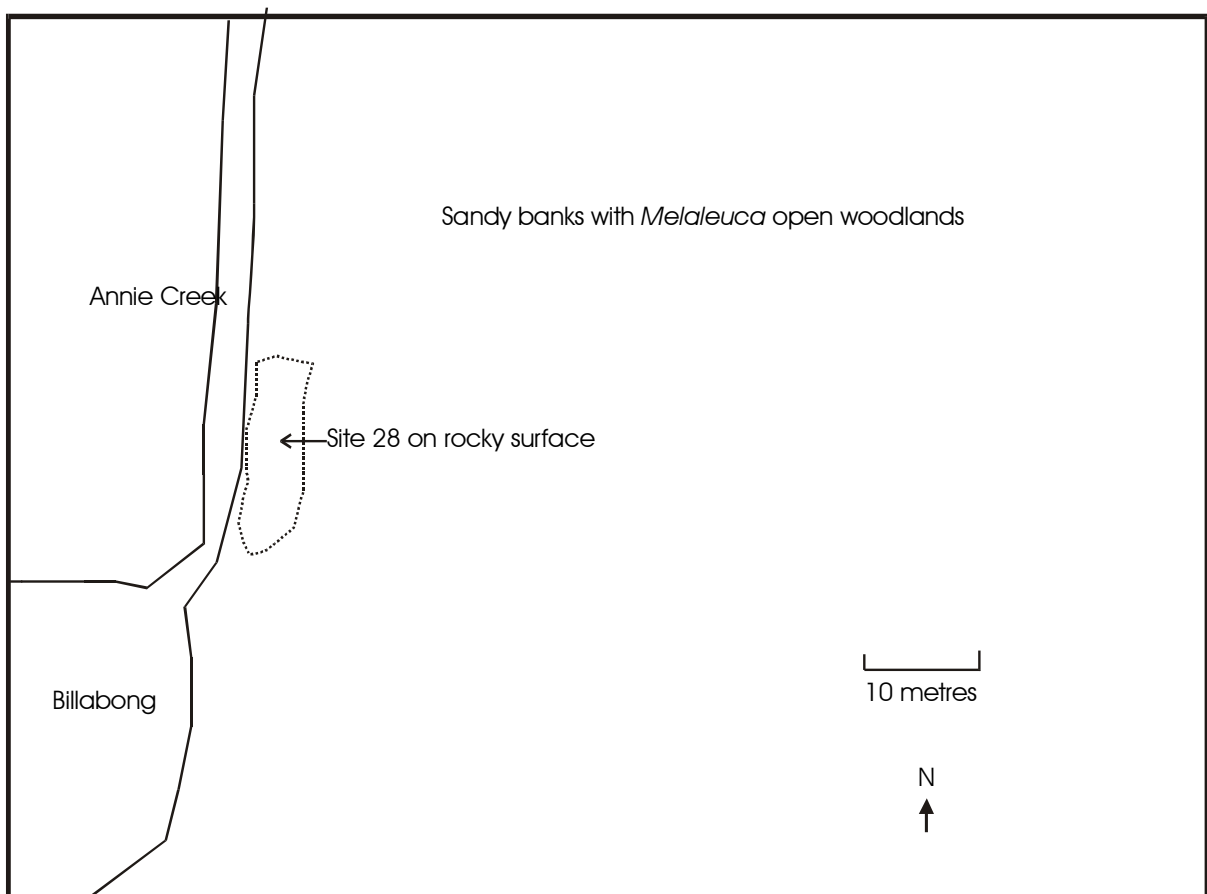 Sandy banks with Melaleuca open woodlands
Annie Creek
Site 28 on rocky surface
Billabong
10 metres
N